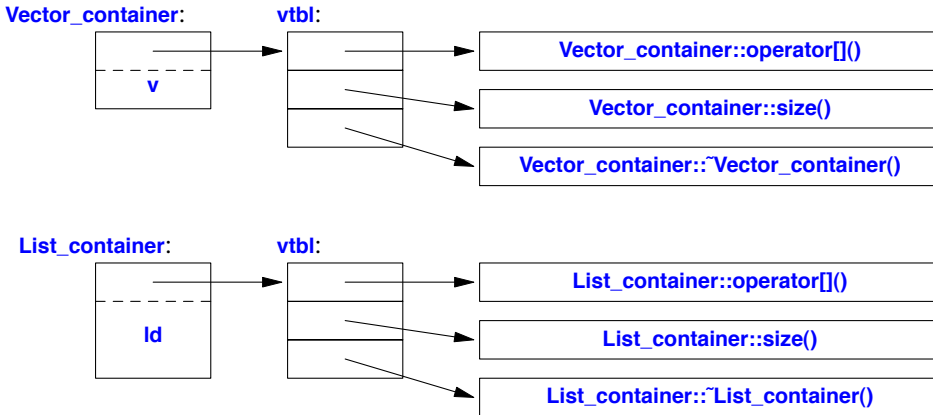 Vector_container: vtbl:
Vector_container::operator[]()
v
Vector_container::size()
Vector_container::~Vector_container()
List_container: vtbl:
List_container::operator[]()
ld
List_container::size()
List_container::~List_container()